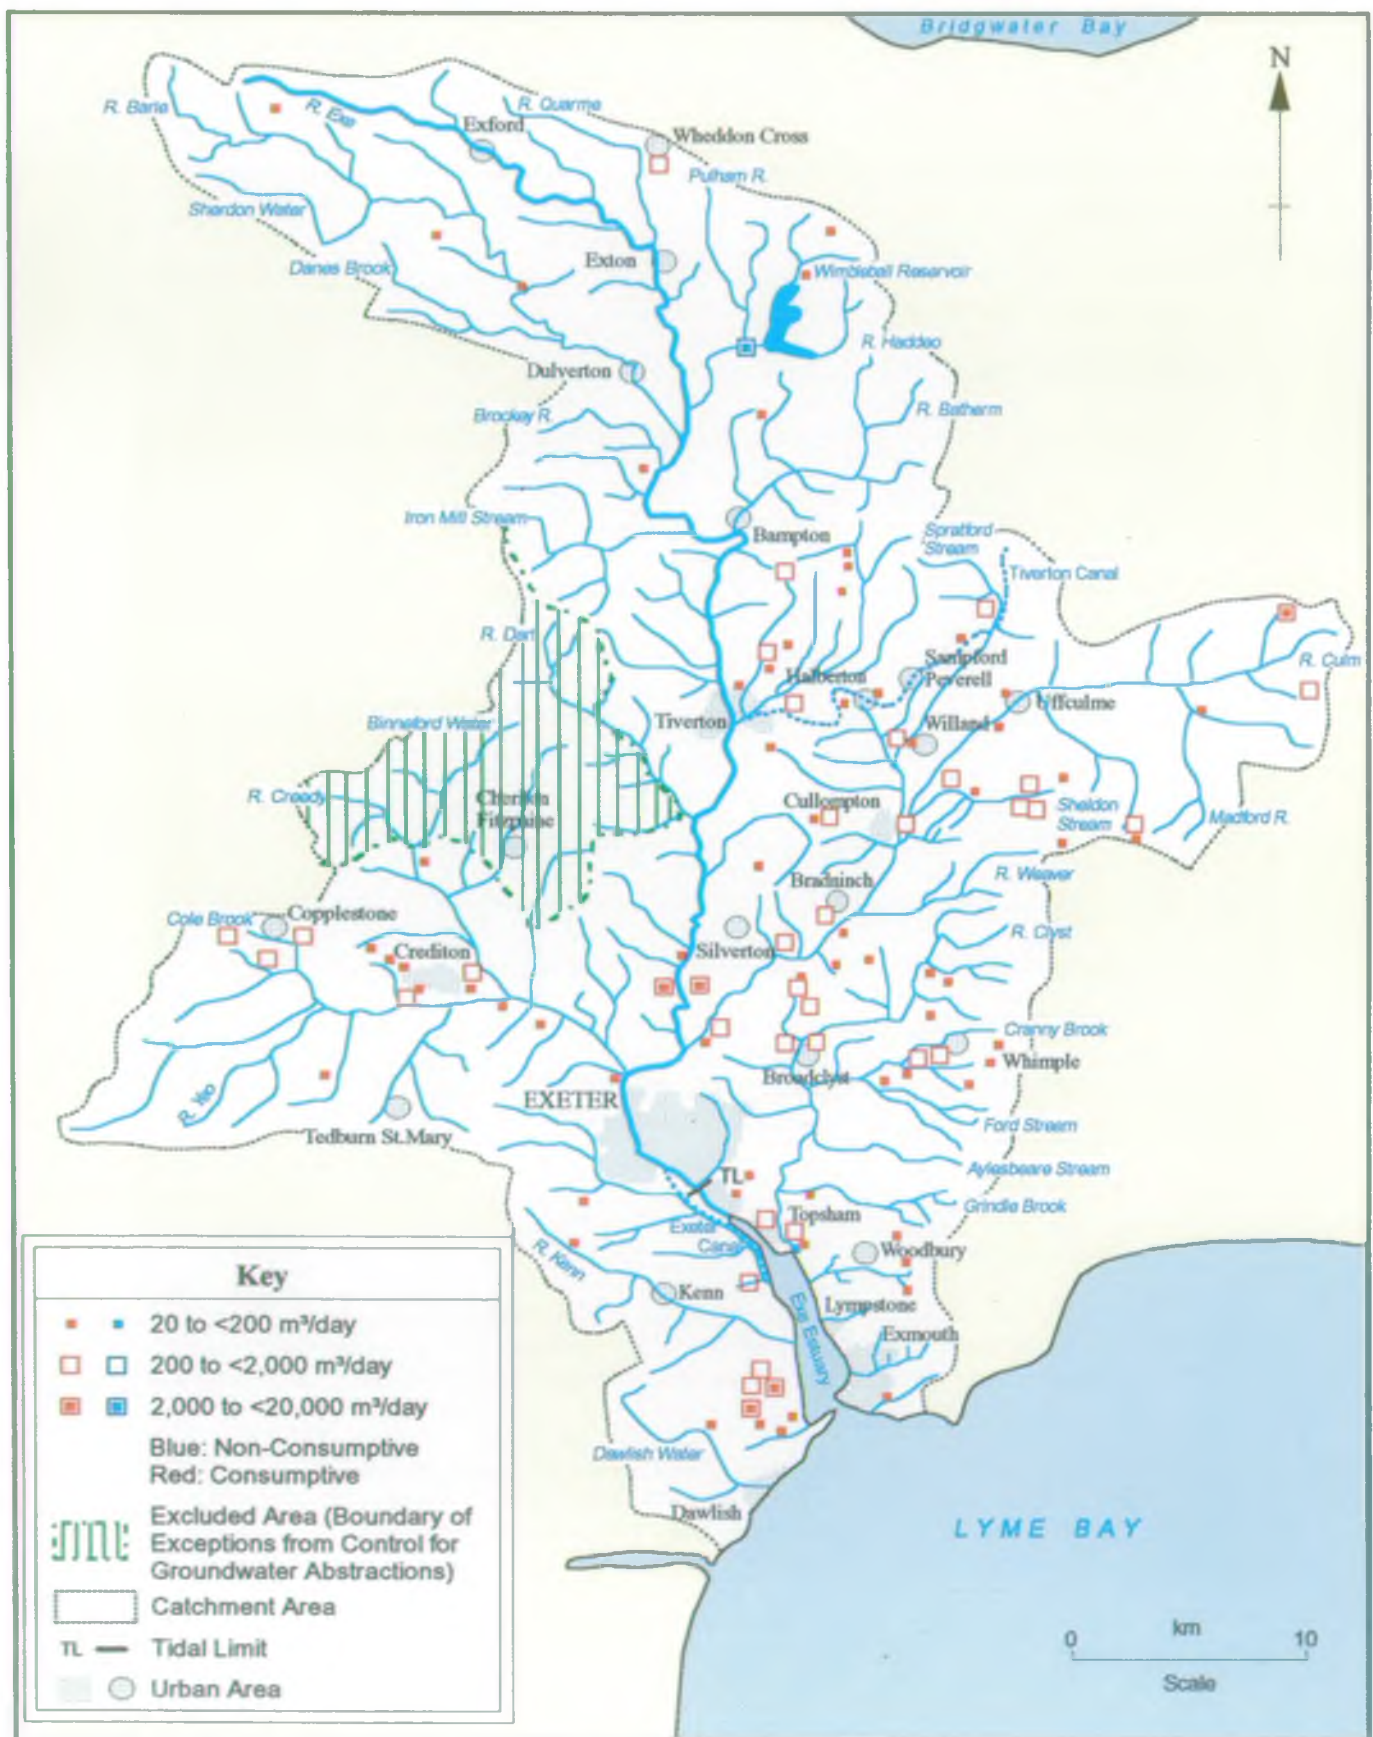 Bridgwater Bay
N
R. Barle
R. Exe
R. Quarme
Exford
Wheddon Cross
Pulham R.
Sherdon Water
Danes Brook
Exton
Wimbleball Reservoir
R. Haddeo
Dulverton
Brockey R.
R. Batherm
Iron Mill Stream
Bampton
Spratford
Stream
Tiverton Canal
R. Dart
Halberton
Sampford
Peverell
R. Culm
Binneford Water
Tiverton
Willand
Uffculme
R. Creedy
Cheriton
Fitzpaine
Cullompton
Sheldon
Stream
Madford R.
Bradninch
R. Weaver
Cole Brook
Copplestone
R. Clyst
Crediton
Silverton
Cranny Brook
Whimple
Broadclyst
R. Yeo
EXETER
Ford Stream
Tedburn St.Mary
Aylesbeare Stream
TL
Grindle Brook
Topsham
Exeter
Canal
Woodbury
R. Kenn
Kenn
Exe Estuary
Lympstone
Exmouth
Dawlish Water
Dawlish
LYME BAY
km
0 10
Scale
Key
20 to <200 m³/day
200 to <2,000 m³/day
2,000 to <20,000 m³/day
Blue: Non-Consumptive
Red: Consumptive
Excluded Area (Boundary of
Exceptions from Control for
Groundwater Abstractions)
Catchment Area
TL Tidal Limit
Urban Area